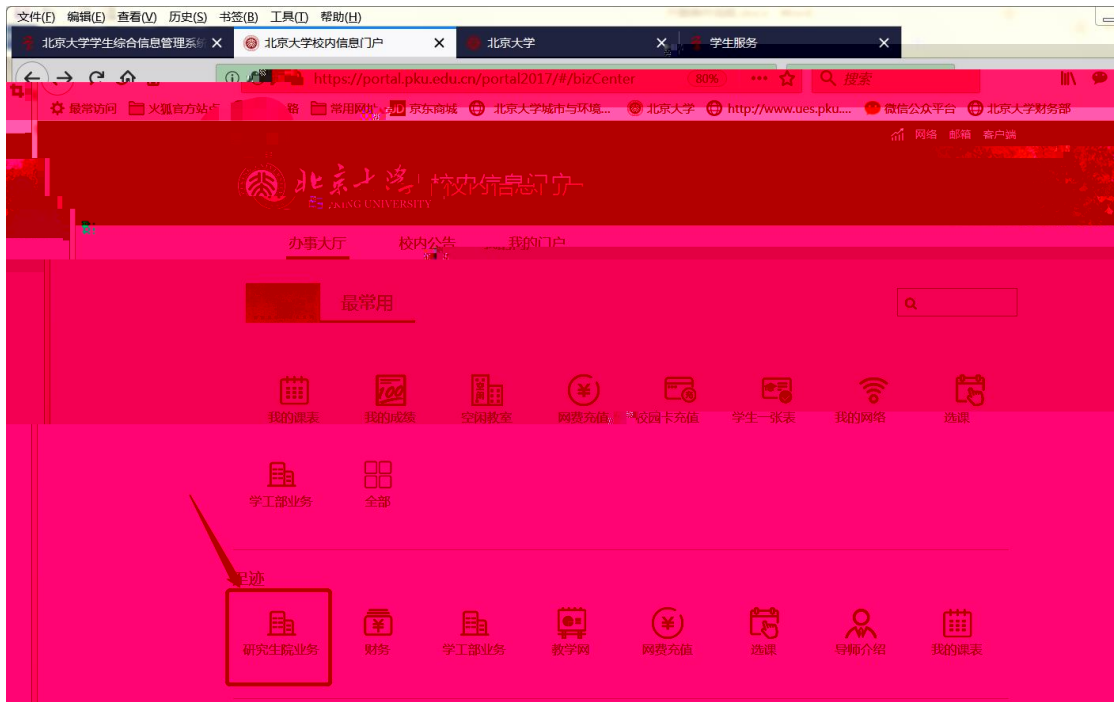 文件(F) 编辑(E) 查看(V) 历史(S) 书签(B) 工具(T) 帮助(H)
北京大学学生综合信息管理系统 北京大学校内信息门户 北京大学 学生服务
https://portal.pku.edu.cn/portal2017/#/bizCenter 80% 搜索
最常访问 火狐官方站点 常用网址 JD 京东商城 北京大学城市与环境... 北京大学 http://www.ues.pku.... 微信公众平台 北京大学财务部
网络 邮箱 客户端
北京大学 校内信息门户
PEKING UNIVERSITY
办事大厅 校内公告 我的门户
最常用
我的课表 我的成绩 空闲教室 网费充值 校园卡充值 学生一张表 我的网络 选课
学工部业务 全部
足迹
研究生院业务 财务 学工部业务 教学网 网费充值 选课 导师介绍 我的课表